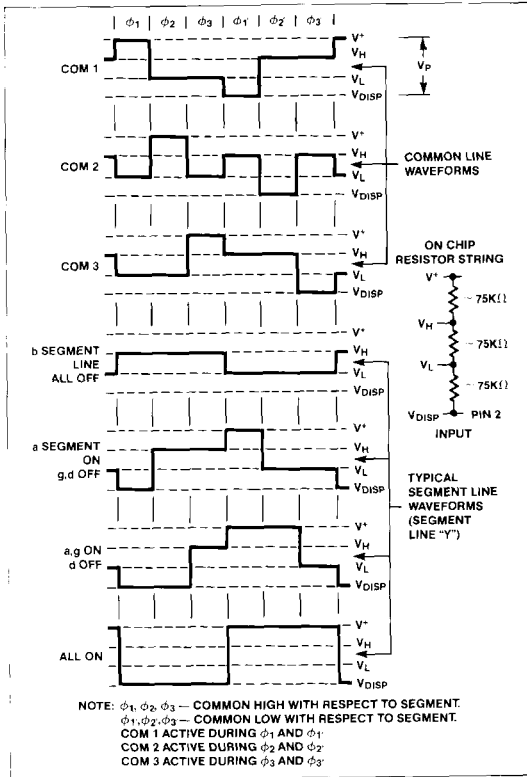 ϕ1 ϕ2 ϕ3 ϕ1' ϕ2' ϕ3'
COM 1
V+
VH
VL
VDISP
VP
COM 2
V+
VH
VL
VDISP
COMMON LINE
WAVEFORMS
COM 3
V+
VH
VL
VDISP
ON CHIP
RESISTOR STRING
V+
~75KΩ
VH
~75KΩ
VL
~75KΩ
VDISP
PIN 2
INPUT
b SEGMENT
LINE
ALL OFF
V+
VH
VL
VDISP
a SEGMENT
ON
g,d OFF
V+
VH
VL
VDISP
TYPICAL
SEGMENT LINE
WAVEFORMS
(SEGMENT
LINE "Y")
a,g ON
d OFF
V+
VH
VL
VDISP
ALL ON
V+
VH
VL
VDISP
NOTE: ϕ1, ϕ2, ϕ3 — COMMON HIGH WITH RESPECT TO SEGMENT.
ϕ1',ϕ2',ϕ3' — COMMON LOW WITH RESPECT TO SEGMENT.
COM 1 ACTIVE DURING ϕ1 AND ϕ1'
COM 2 ACTIVE DURING ϕ2 AND ϕ2'
COM 3 ACTIVE DURING ϕ3 AND ϕ3'